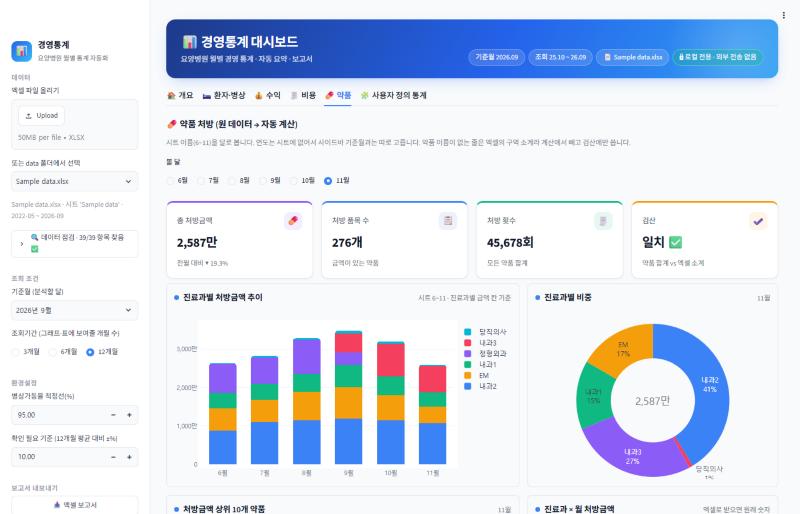 경영통계
요양병원 월별 통계 자동화
데이터
엑셀 파일 올리기
Upload
50MB per file • XLSX
또는 data 폴더에서 선택
Sample data.xlsx
Sample data.xlsx · 시트 'Sample data' ·
2022-05 ~ 2026-09
데이터 점검 · 39/39 항목 찾음
조회 조건
기준월 (분석할 달)
2026년 9월
조회기간 (그래프·표에 보여줄 개월 수)
3개월
6개월
12개월
환경설정
병상가동률 적정선(%)
95.00
확인 필요 기준 (12개월 평균 대비 ±%)
10.00
보고서 내보내기
엑셀 보고서
경영통계 대시보드
요양병원 월별 경영 통계 · 자동 요약 · 보고서
기준월 2026.09
조회 25.10 ~ 26.09
Sample data.xlsx
로컬 전용 · 외부 전송 없음
개요
환자·병상
수익
비용
약품
사용자 정의 통계
약품 처방 (원 데이터 → 자동 계산)
시트 이름(6~11)을 달로 봅니다. 연도는 시트에 없어서 사이드바 기준월과는 따로 고릅니다. 약품 이름이 없는 줄은 엑셀의 구역 소계라 계산에서 빼고 검산에만 씁니다.
볼 달
6월
7월
8월
9월
10월
11월
총 처방금액
2,587만
전월 대비 ▾ 19.3%
처방 품목 수
276개
금액이 있는 약품
처방 횟수
45,678회
모든 약품 합계
검산
일치
약품 합계 vs 엑셀 소계
진료과별 처방금액 추이
시트 6~11 · 진료과별 금액 칸 기준
3,000만
2,000만
1,000만
0
6월
7월
8월
9월
10월
11월
당직의사
내과3
정형외과
내과1
EM
내과2
진료과별 비중
11월
EM
17%
내과2
41%
내과1
15%
2,587만
내과3
27%
당직의사
1%
처방금액 상위 10개 약품
11월
진료과 × 월 처방금액
엑셀로 받으면 원래 숫자